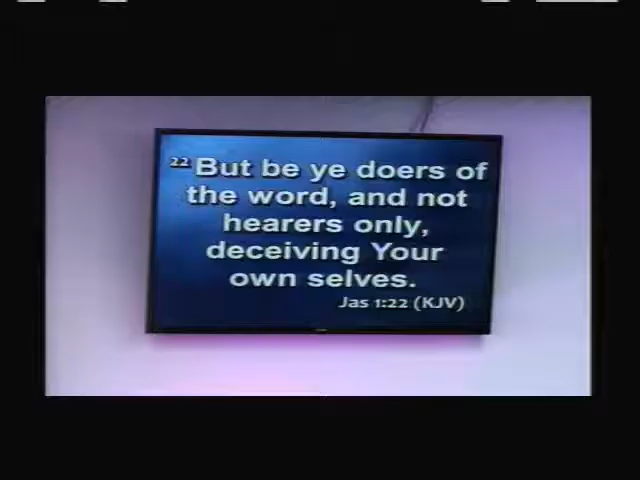 22 But be ye doers of
the word, and not
hearers only,
deceiving Your
own selves.
Jas 1:22 (KJV)